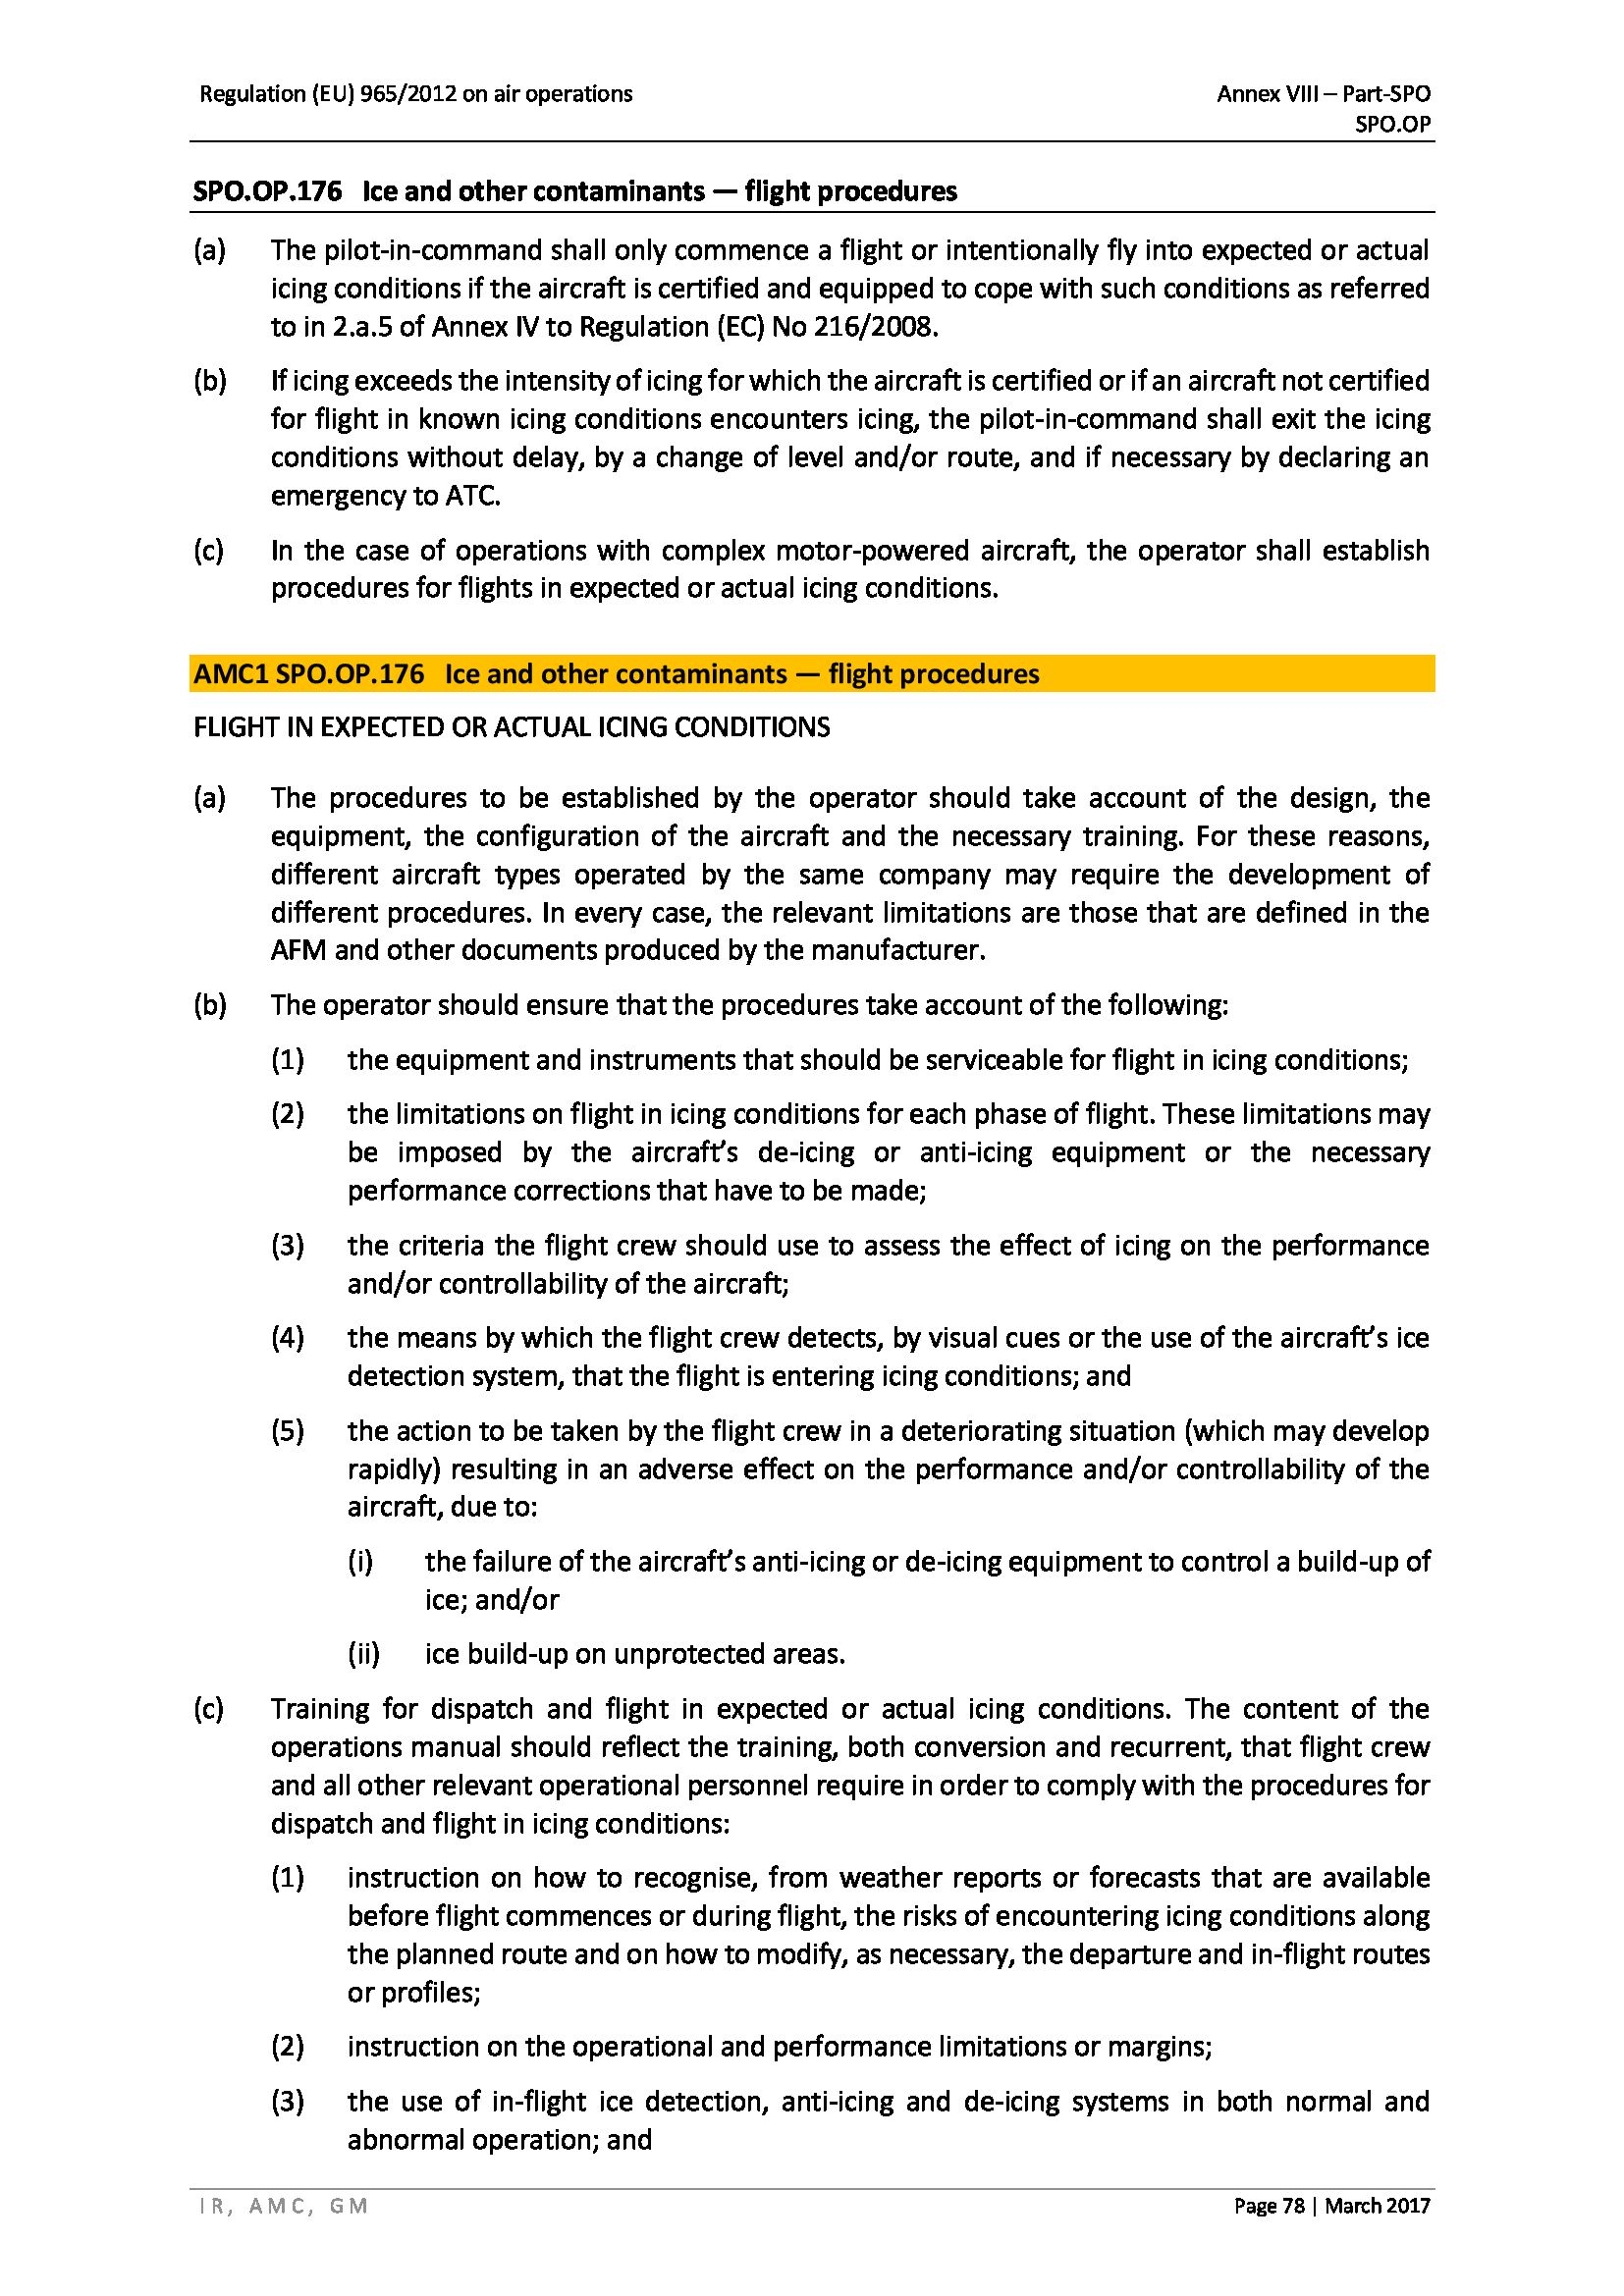 Regulation (EU) 965/2012 on air operations
Annex VIII – Part-SPO
SPO.OP
SPO.OP.176 Ice and other contaminants — flight procedures
(a) The pilot-in-command shall only commence a flight or intentionally fly into expected or actual
icing conditions if the aircraft is certified and equipped to cope with such conditions as referred
to in 2.a.5 of Annex IV to Regulation (EC) No 216/2008.
(b) If icing exceeds the intensity of icing for which the aircraft is certified or if an aircraft not certified
for flight in known icing conditions encounters icing, the pilot-in-command shall exit the icing
conditions without delay, by a change of level and/or route, and if necessary by declaring an
emergency to ATC.
(c) In the case of operations with complex motor-powered aircraft, the operator shall establish
procedures for flights in expected or actual icing conditions.
AMC1 SPO.OP.176 Ice and other contaminants — flight procedures
FLIGHT IN EXPECTED OR ACTUAL ICING CONDITIONS
(a) The procedures to be established by the operator should take account of the design, the
equipment, the configuration of the aircraft and the necessary training. For these reasons,
different aircraft types operated by the same company may require the development of
different procedures. In every case, the relevant limitations are those that are defined in the
AFM and other documents produced by the manufacturer.
(b) The operator should ensure that the procedures take account of the following:
(1) the equipment and instruments that should be serviceable for flight in icing conditions;
(2) the limitations on flight in icing conditions for each phase of flight. These limitations may
be imposed by the aircraft’s de-icing or anti-icing equipment or the necessary
performance corrections that have to be made;
(3) the criteria the flight crew should use to assess the effect of icing on the performance
and/or controllability of the aircraft;
(4) the means by which the flight crew detects, by visual cues or the use of the aircraft’s ice
detection system, that the flight is entering icing conditions; and
(5) the action to be taken by the flight crew in a deteriorating situation (which may develop
rapidly) resulting in an adverse effect on the performance and/or controllability of the
aircraft, due to:
(i) the failure of the aircraft’s anti-icing or de-icing equipment to control a build-up of
ice; and/or
(ii) ice build-up on unprotected areas.
(c) Training for dispatch and flight in expected or actual icing conditions. The content of the
operations manual should reflect the training, both conversion and recurrent, that flight crew
and all other relevant operational personnel require in order to comply with the procedures for
dispatch and flight in icing conditions:
(1) instruction on how to recognise, from weather reports or forecasts that are available
before flight commences or during flight, the risks of encountering icing conditions along
the planned route and on how to modify, as necessary, the departure and in-flight routes
or profiles;
(2) instruction on the operational and performance limitations or margins;
(3) the use of in-flight ice detection, anti-icing and de-icing systems in both normal and
abnormal operation; and
IR, AMC, GM
Page 78 | March 2017